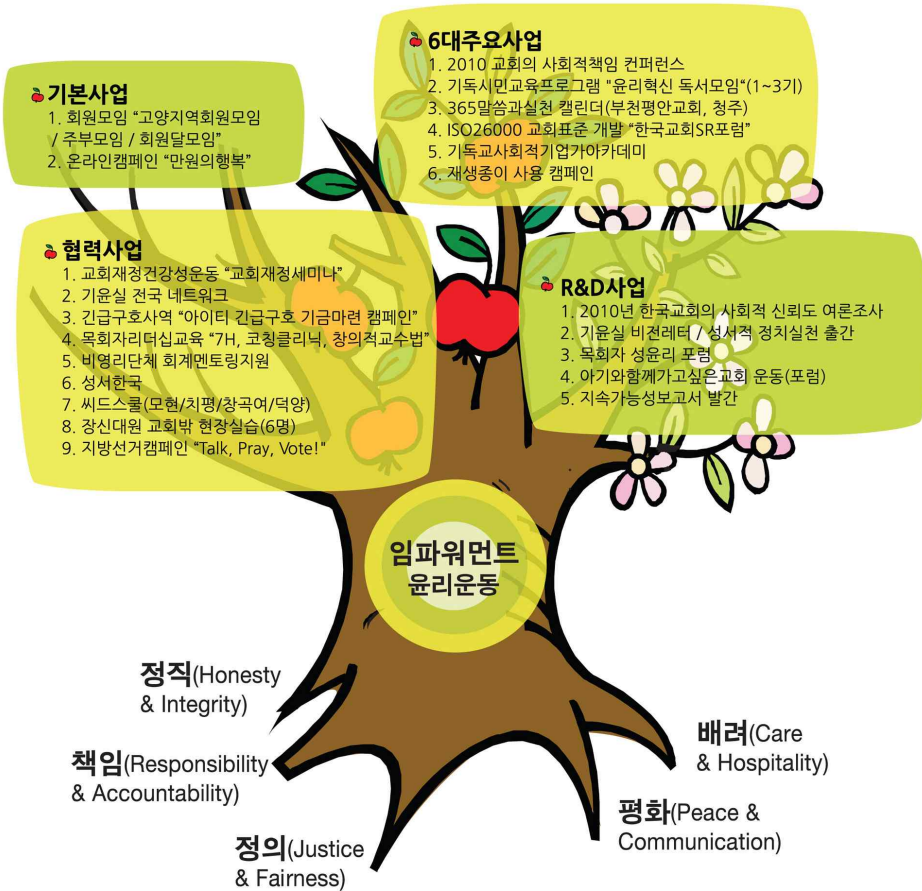 기본사업
1. 회원모임 “고양지역회원모임
/ 주부모임 / 회원달모임”
2. 온라인캠페인 “만원의행복”
6대주요사업
1. 2010 교회의 사회적책임 컨퍼런스
2. 기독시민교육프로그램 "윤리혁신 독서모임“(1~3기)
3. 365말씀과실천 캘린더(부천평안교회, 청주)
4. ISO26000 교회표준 개발 “한국교회SR포럼”
5. 기독교사회적기업가아카데미
6. 재생종이 사용 캠페인
협력사업
1. 교회재정건강성운동 “교회재정세미나”
2. 기윤실 전국 네트워크
3. 긴급구호사역 “아이티 긴급구호 기금마련 캠페인”
4. 목회자리더십교육 “7H, 코칭클리닉, 창의적교수법”
5. 비영리단체 회계멘토링지원
6. 성서한국
7. 씨드스쿨(모현/치평/창곡여/덕양)
8. 장신대원 교회밖 현장실습(6명)
9. 지방선거캠페인 “Talk, Pray, Vote!"
R&D사업
1. 2010년 한국교회의 사회적 신뢰도 여론조사
2. 기윤실 비전레터 / 성서적 정치실천 출간
3. 목회자 성윤리 포럼
4. 아기와함께가고싶은교회 운동(포럼)
5. 지속가능성보고서 발간
임파워먼트
윤리운동
정직(Honesty
& Integrity)
책임(Responsibility
& Accountability)
정의(Justice
& Fairness)
배려(Care
& Hospitality)
평화(Peace &
Communication)